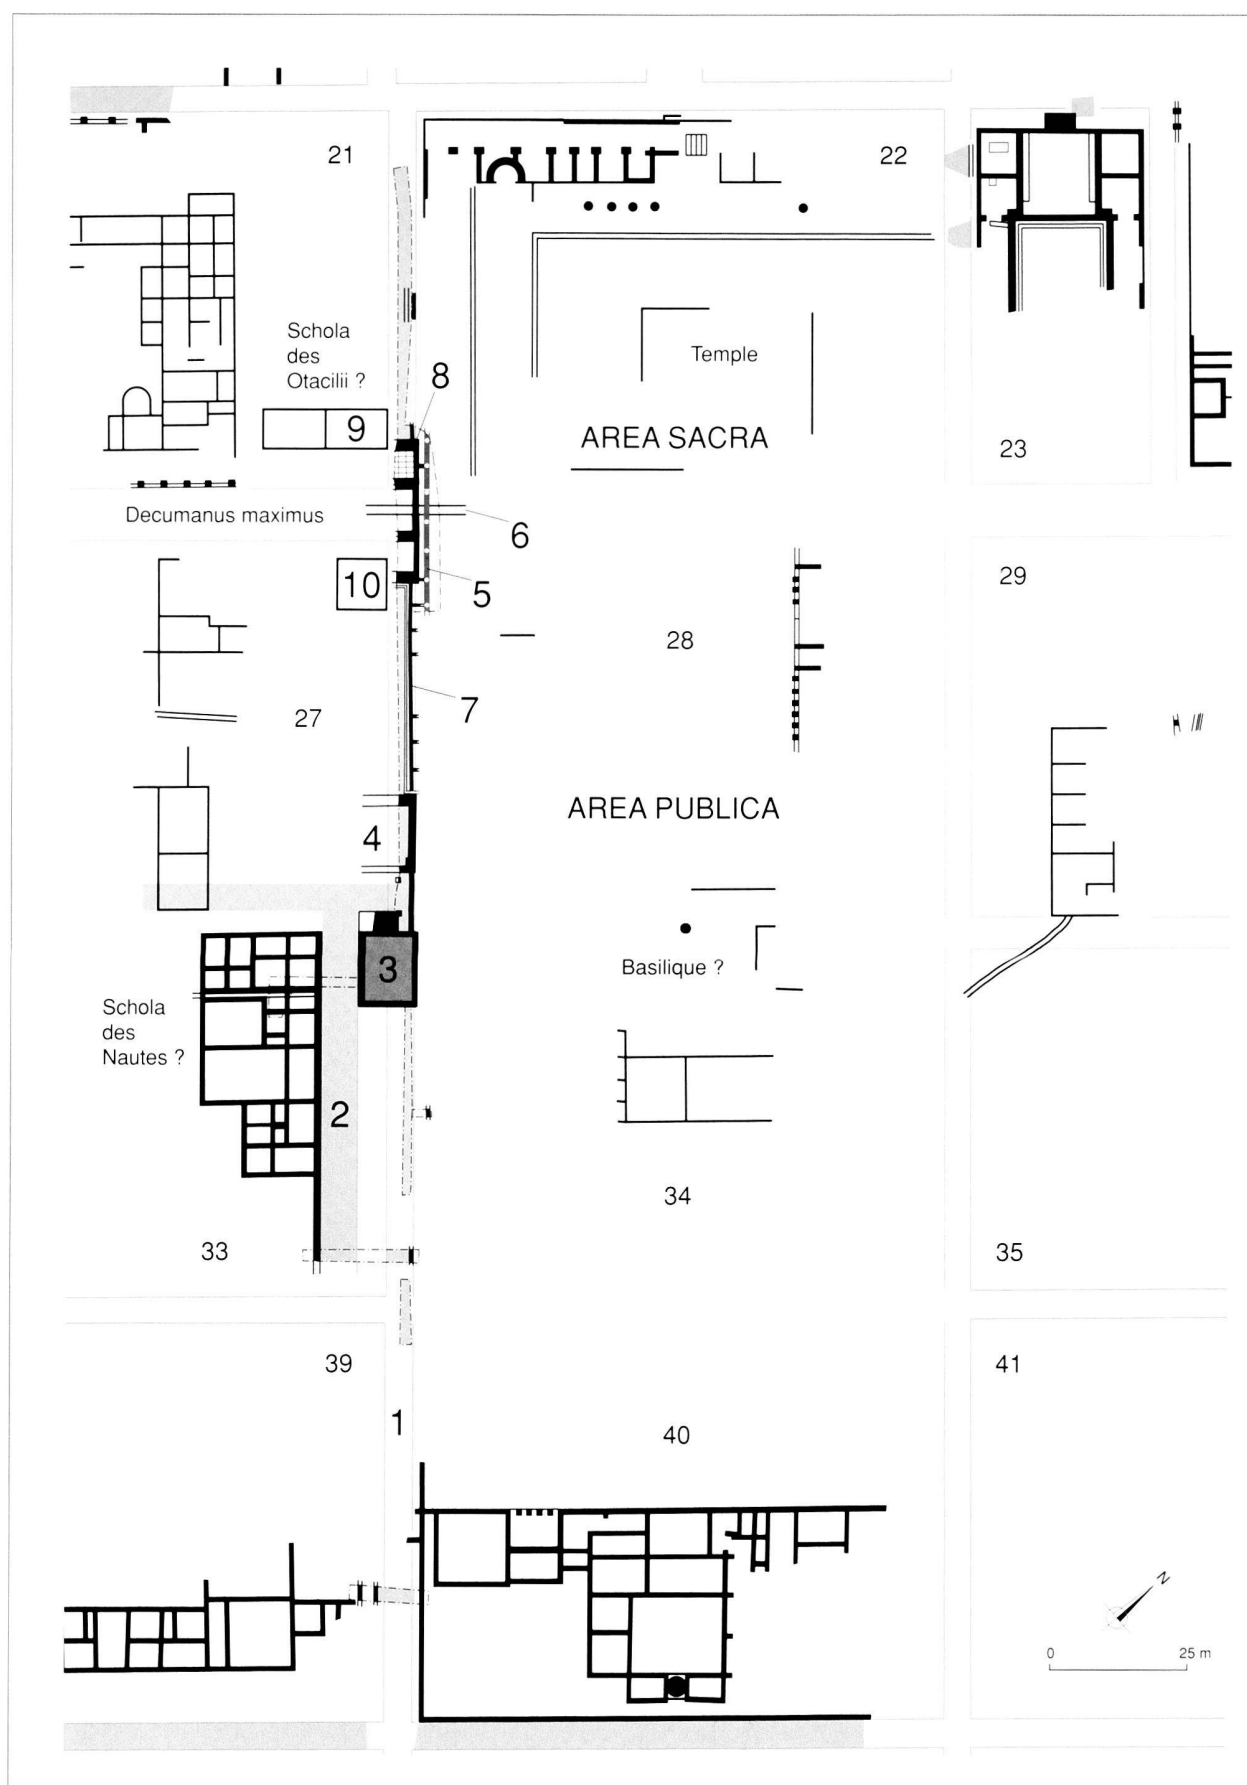 21
22
Schola
des
Otacilii ?
8
Temple
9
AREA SACRA
23
Decumanus maximus
6
10
5
29
28
7
27
AREA PUBLICA
4
3
Basilique ?
Schola
des
Nautes ?
2
34
33
35
39
41
1
40
N
0 25 m